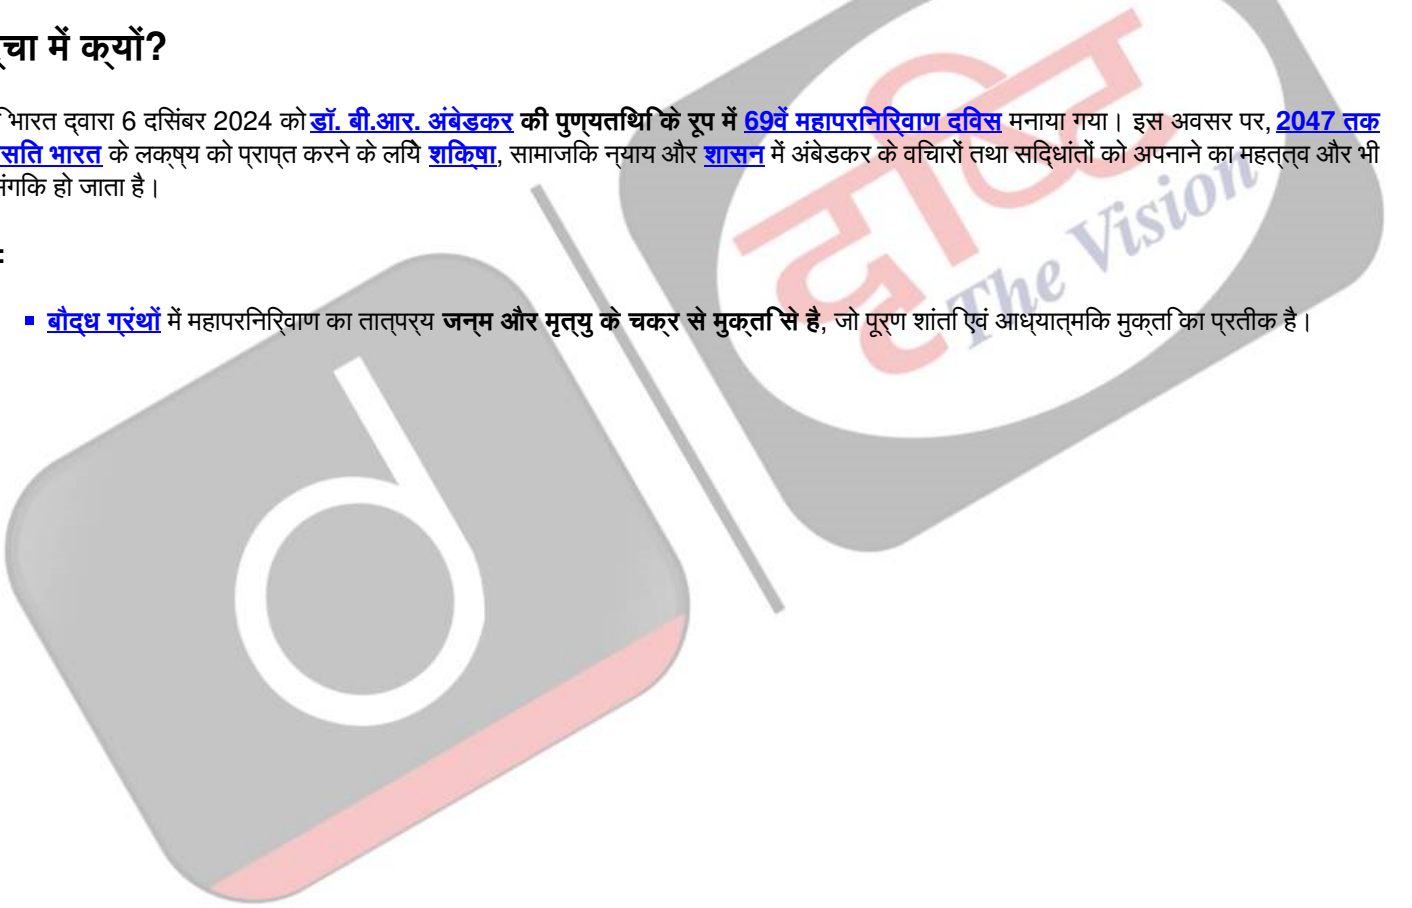 चर्चा में क्यों?
भारत द्वारा 6 दिसंबर 2024 को डॉ. बी.आर. अंबेडकर की पुण्यतिथि के रूप में 69वें महापरिनिर्वाण दिवस मनाया गया। इस अवसर पर, 2047 तक
के लक्ष्य को प्राप्त करने के लिये शिक्षा, सामाजिक न्याय और शासन में अंबेडकर के विचारों तथा सिद्धांतों को अपनाने का महत्त्व और भी
हो जाता है।
:
बौद्ध ग्रंथों में महापरिनिर्वाण का तात्पर्य जन्म और मृत्यु के चक्र से मुक्ति से है, जो पूर्ण शांति एवं आध्यात्मिक मुक्ति का प्रतीक है।
दृष्टि
The Vision
d